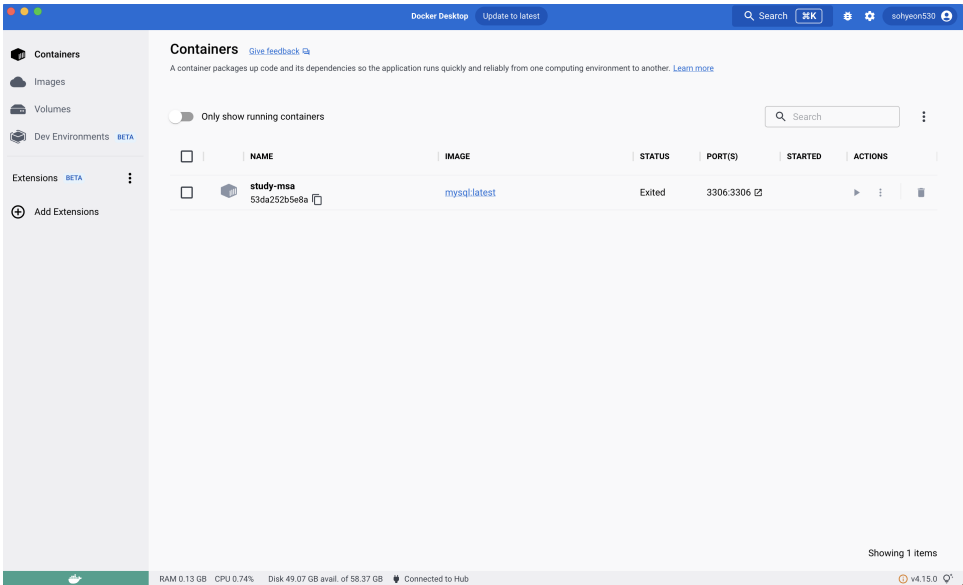 Docker Desktop Update to latest Search ⌘K sohyeon530
Containers
Images
Volumes
Dev Environments BETA
Extensions BETA
Add Extensions
Containers Give feedback
A container packages up code and its dependencies so the application runs quickly and reliably from one computing environment to another. Learn more
Only show running containers Search
NAME IMAGE STATUS PORT(S) STARTED ACTIONS
study-msa
53da252b5e8a mysql:latest Exited 3306:3306
Showing 1 items
RAM 0.13 GB CPU 0.74% Disk 49.07 GB avail. of 58.37 GB Connected to Hub v4.15.0